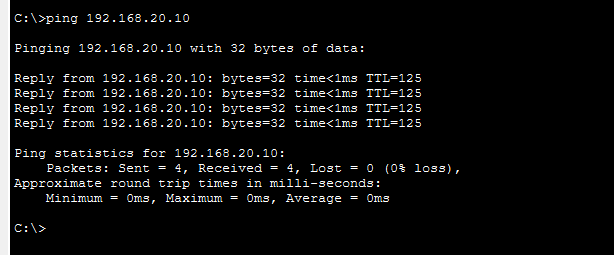 C:\>ping 192.168.20.10
Pinging 192.168.20.10 with 32 bytes of data:
Reply from 192.168.20.10: bytes=32 time<1ms TTL=125
Reply from 192.168.20.10: bytes=32 time<1ms TTL=125
Reply from 192.168.20.10: bytes=32 time<1ms TTL=125
Reply from 192.168.20.10: bytes=32 time<1ms TTL=125
Ping statistics for 192.168.20.10:
    Packets: Sent = 4, Received = 4, Lost = 0 (0% loss),
Approximate round trip times in milli-seconds:
    Minimum = 0ms, Maximum = 0ms, Average = 0ms
C:\>